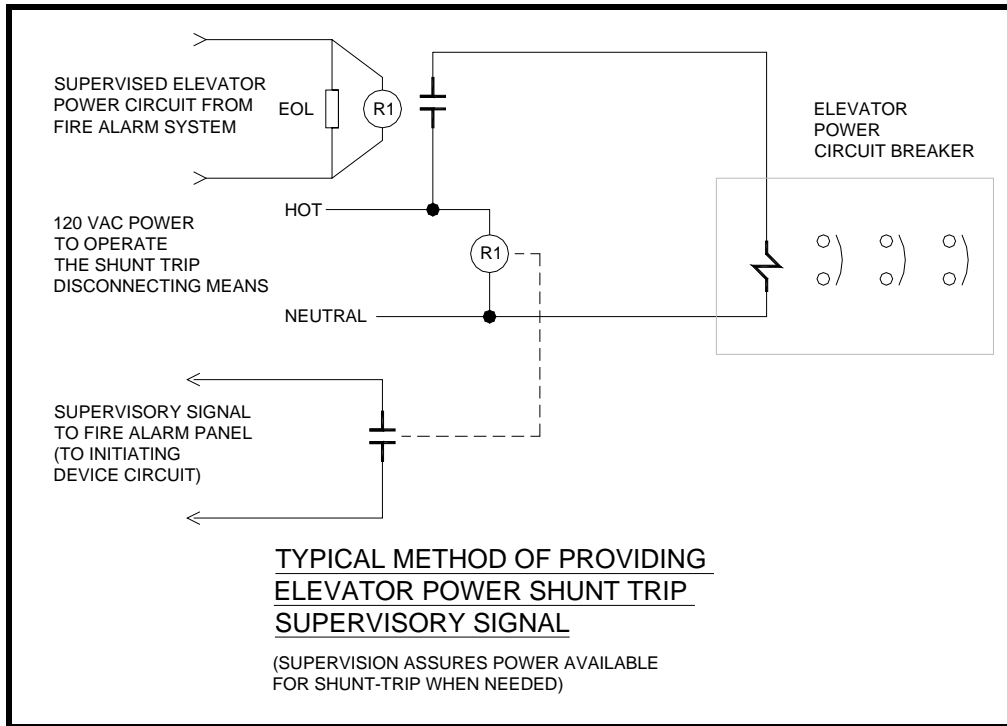 SUPERVISED ELEVATOR
POWER CIRCUIT FROM
FIRE ALARM SYSTEM
EOL
R1
ELEVATOR
POWER
CIRCUIT BREAKER
120 VAC POWER
TO OPERATE
THE SHUNT TRIP
DISCONNECTING MEANS
HOT
R1
NEUTRAL
SUPERVISORY SIGNAL
TO FIRE ALARM PANEL
(TO INITIATING
DEVICE CIRCUIT)
TYPICAL METHOD OF PROVIDING
ELEVATOR POWER SHUNT TRIP
SUPERVISORY SIGNAL
(SUPERVISION ASSURES POWER AVAILABLE
FOR SHUNT-TRIP WHEN NEEDED)